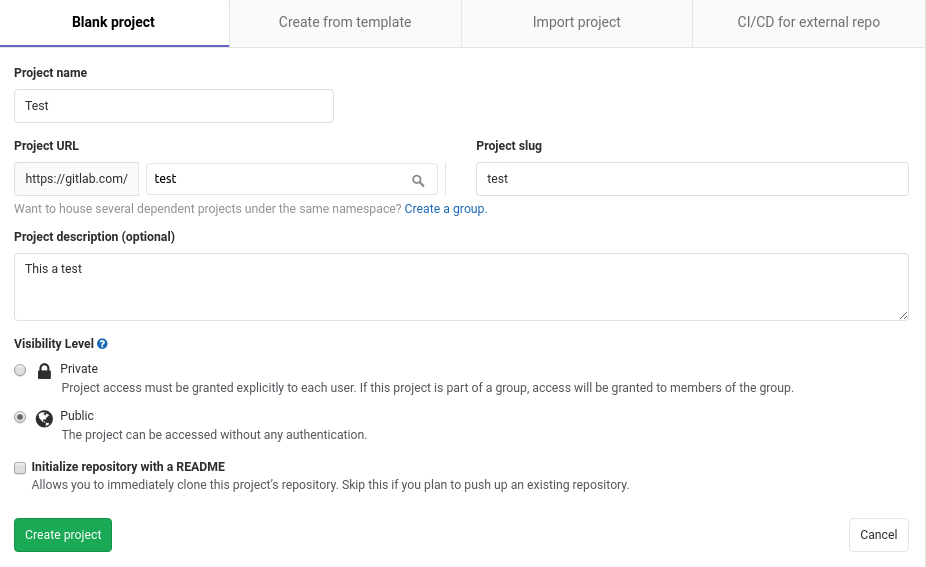 Blank project Create from template Import project CI/CD for external repo
Project name
Test
Project URL Project slug
https://gitlab.com/ test test
Want to house several dependent projects under the same namespace? Create a group.
Project description (optional)
This a test
Visibility Level ?
Private
Project access must be granted explicitly to each user. If this project is part of a group, access will be granted to members of the group.
Public
The project can be accessed without any authentication.
Initialize repository with a README
Allows you to immediately clone this project's repository. Skip this if you plan to push up an existing repository.
Create project Cancel